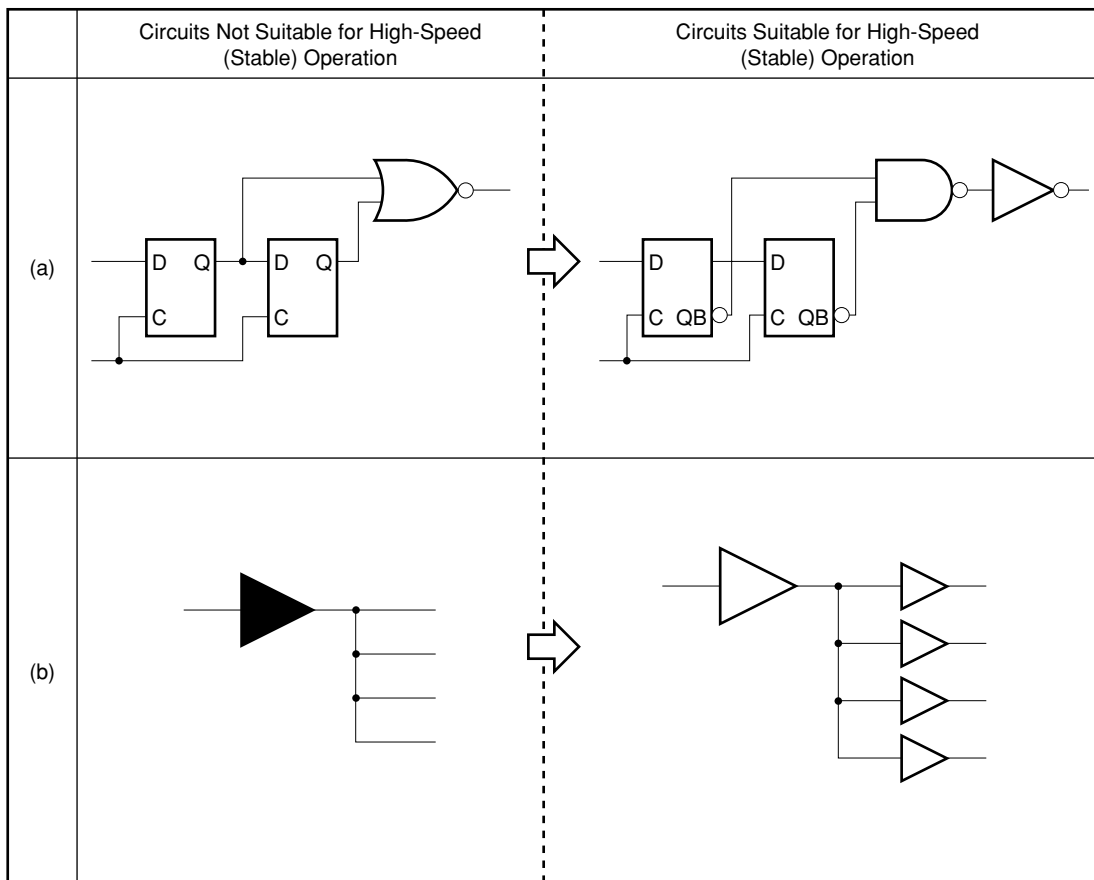 Circuits Not Suitable for High-Speed
(Stable) Operation
Circuits Suitable for High-Speed
(Stable) Operation
(a)
D Q
C
D Q
C
D
C QB
D
C QB
(b)